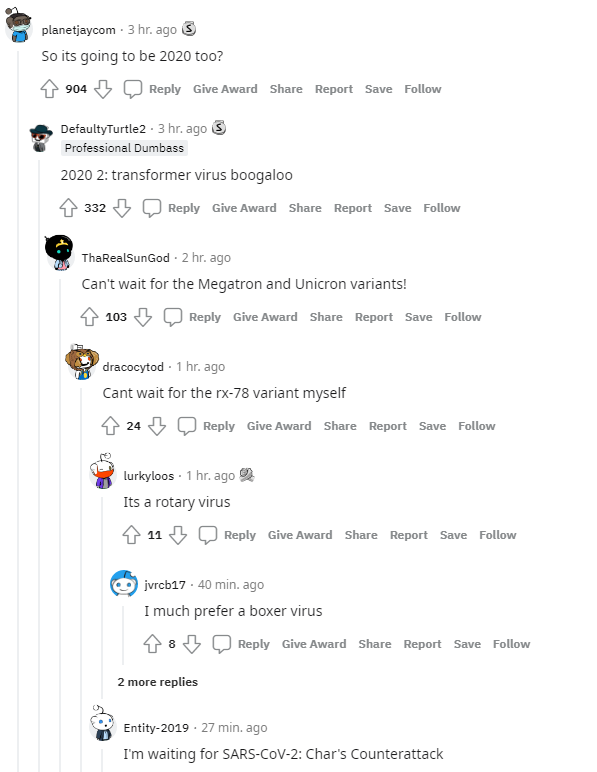 planetjaycom · 3 hr. ago
So its going to be 2020 too?
904 Reply Give Award Share Report Save Follow
DefaultyTurtle2 · 3 hr. ago
Professional Dumbass
2020 2: transformer virus boogaloo
332 Reply Give Award Share Report Save Follow
ThaRealSunGod · 2 hr. ago
Can't wait for the Megatron and Unicron variants!
103 Reply Give Award Share Report Save Follow
dracocytod · 1 hr. ago
Cant wait for the rx-78 variant myself
24 Reply Give Award Share Report Save Follow
lurkyloos · 1 hr. ago
Its a rotary virus
11 Reply Give Award Share Report Save Follow
jvrcb17 · 40 min. ago
I much prefer a boxer virus
8 Reply Give Award Share Report Save Follow
2 more replies
Entity-2019 · 27 min. ago
I'm waiting for SARS-CoV-2: Char's Counterattack